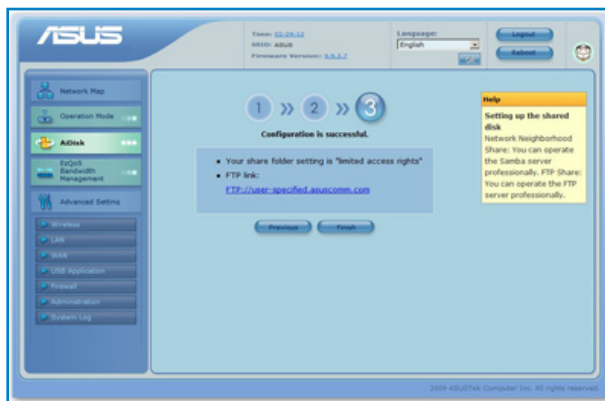 ASUS
Time: 02-29-12
SSID: ASUS
Firmware Version:
Language:
English
Logout
Reboot
Network Map
Operation Mode
AiDisk
EzQoS
Bandwidth
Management
Advanced Setting
Wireless
LAN
WAN
USB Application
Firewall
Administration
System Log
1 » 2 » 3
Configuration is successful.
Your share folder setting is "limited access rights"
FTP link:
FTP://user-specified.asuscomm.com
Previous
Finish
Help
Setting up the shared
disk
Network Neighborhood
Share: You can operate
the Samba server
professionally. FTP Share:
You can operate the FTP
server professionally.
ASUSTek Computer Inc. All rights reserved.